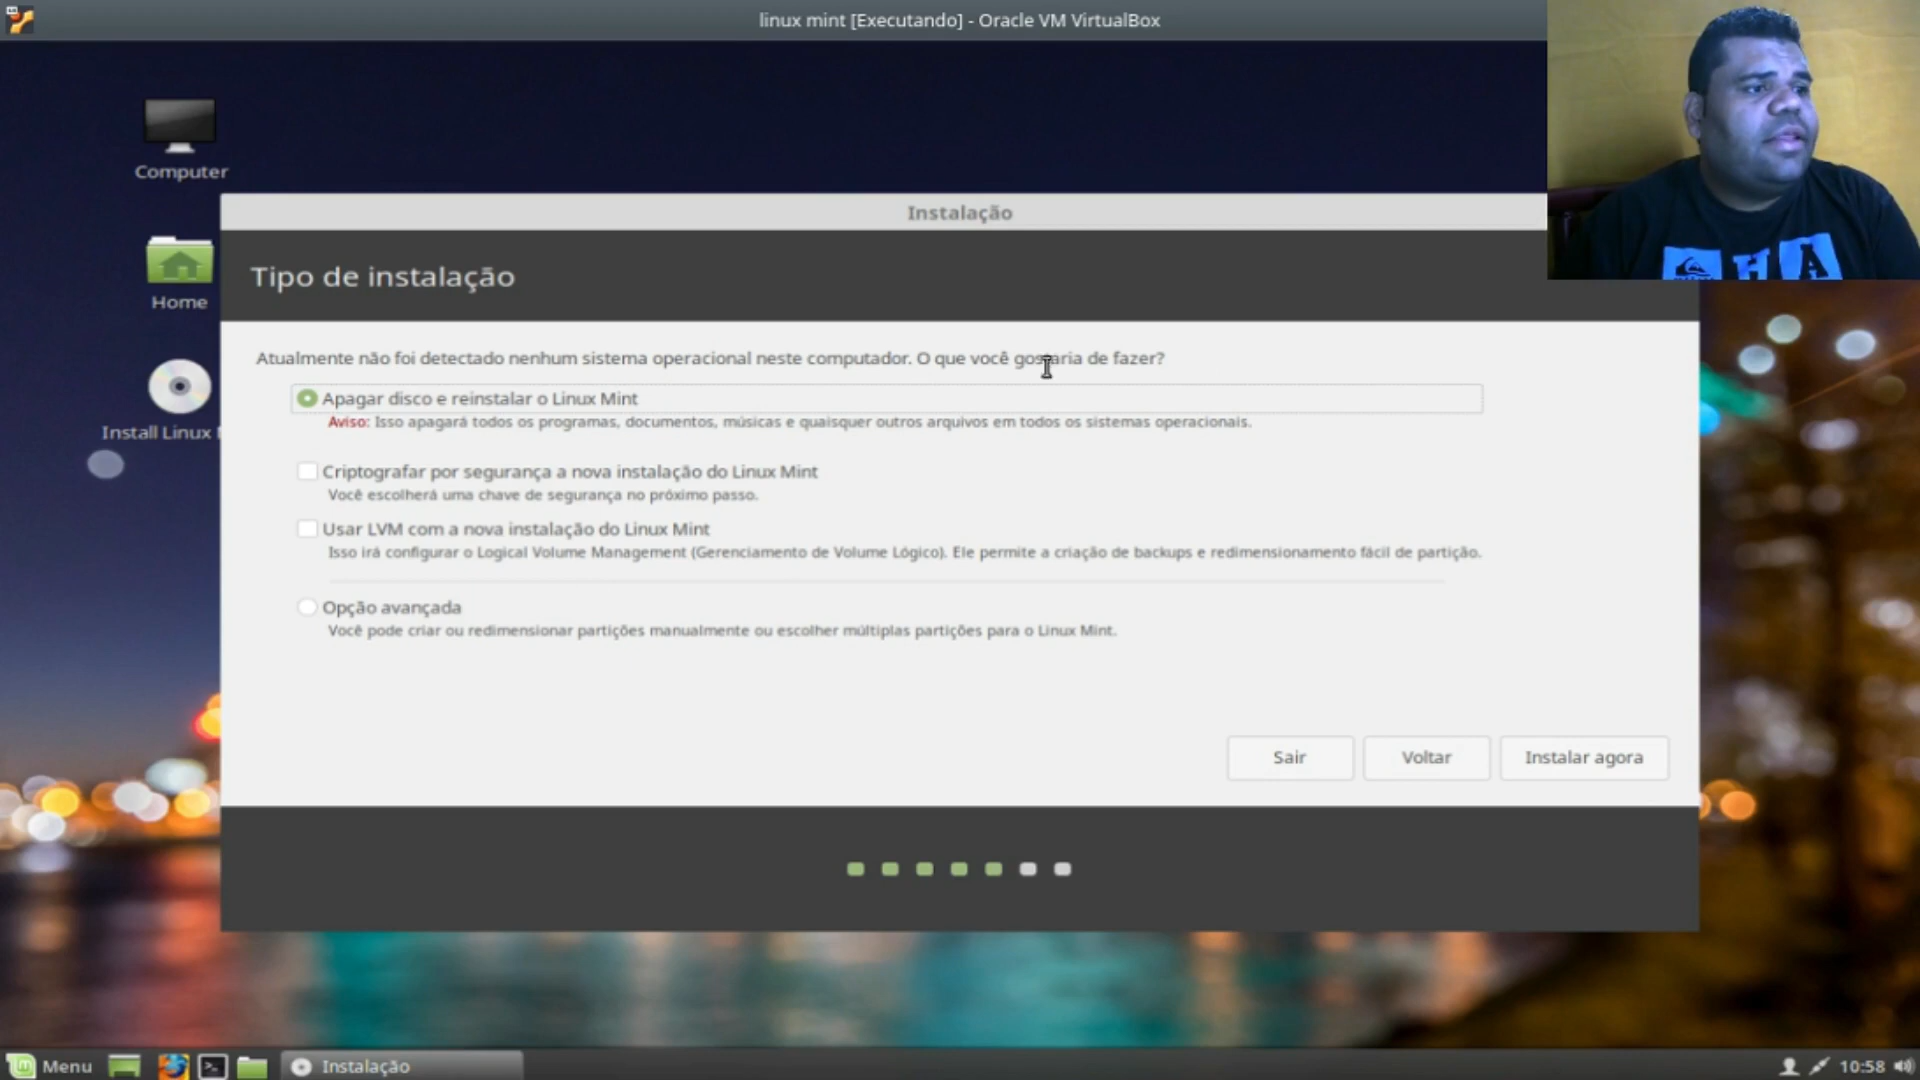 linux mint [Executando] - Oracle VM VirtualBox
Computer
Instalação
Tipo de instalação
Home
Atualmente não foi detectado nenhum sistema operacional neste computador. O que você gostaria de fazer?
Apagar disco e reinstalar o Linux Mint
Aviso: Isso apagará todos os programas, documentos, músicas e quaisquer outros arquivos em todos os sistemas operacionais.
Install Linux
Criptografar por segurança a nova instalação do Linux Mint
Você escolherá uma chave de segurança no próximo passo.
Usar LVM com a nova instalação do Linux Mint
Isso irá configurar o Logical Volume Management (Gerenciamento de Volume Lógico). Ele permite a criação de backups e redimensionamento fácil de partição.
Opção avançada
Você pode criar ou redimensionar partições manualmente ou escolher múltiplas partições para o Linux Mint.
Sair
Voltar
Instalar agora
Menu
Instalação
10:58